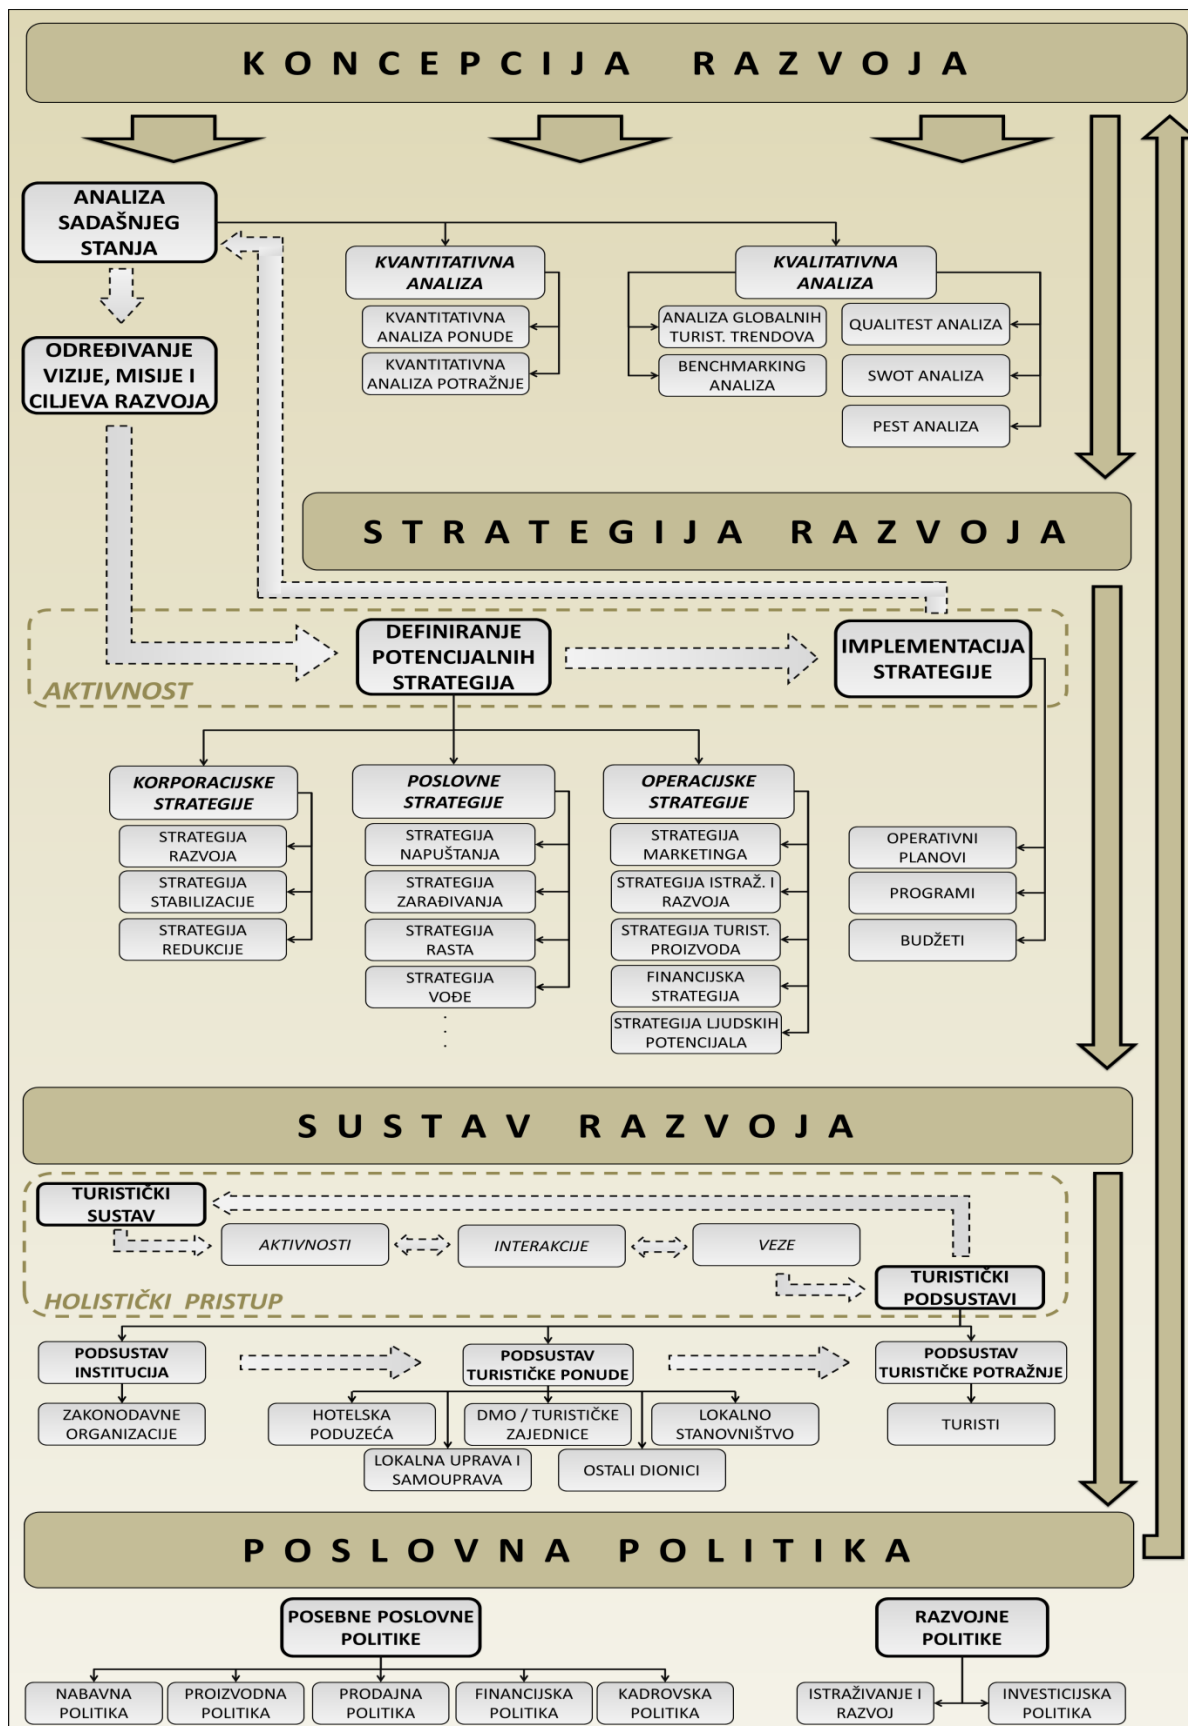 KONCEPCIJA RAZVOJA
ANALIZA
SADAŠNJEG
STANJA
KVANTITATIVNA
ANALIZA
KVANTITATIVNA
ANALIZA PONUDE
KVANTITATIVNA
ANALIZA POTRAŽNJE
KVALITATIVNA
ANALIZA
ANALIZA GLOBALNIH
TURIST. TRENDOVA
BENCHMARKING
ANALIZA
QUALITEST ANALIZA
SWOT ANALIZA
PEST ANALIZA
ODREĐIVANJE
VIZIJE, MISIJE I
CILJEVA RAZVOJA
STRATEGIJA RAZVOJA
DEFINIRANJE
POTENCIJALNIH
STRATEGIJA
IMPLEMENTACIJA
STRATEGIJE
AKTIVNOST
KORPORACIJSKE
STRATEGIJE
STRATEGIJA
RAZVOJA
STRATEGIJA
STABILIZACIJE
STRATEGIJA
REDUKCIJE
POSLOVNE
STRATEGIJE
STRATEGIJA
NAPUŠTANJA
STRATEGIJA
ZARAĐIVANJA
STRATEGIJA
RASTA
STRATEGIJA
VOĐE
.
.
.
OPERACIJSKE
STRATEGIJE
STRATEGIJA
MARKETINGA
STRATEGIJA ISTRAŽ. I
RAZVOJA
STRATEGIJA TURIST.
PROIZVODA
FINANCIJSKA
STRATEGIJA
STRATEGIJA LJUDSKIH
POTENCIJALA
OPERATIVNI
PLANOVI
PROGRAMI
BUDŽETI
SUSTAV RAZVOJA
TURISTIČKI
SUSTAV
AKTIVNOSTI
INTERAKCIJE
VEZE
TURISTIČKI
PODSUSTAVI
HOLISTIČKI PRISTUP
PODSUSTAV
INSTITUCIJA
PODSUSTAV
TURISTIČKE PONUDE
PODSUSTAV
TURISTIČKE POTRAŽNJE
ZAKONODAVNE
ORGANIZACIJE
HOTELSKA
PODUZEĆA
DMO / TURISTIČKE
ZAJEDNICE
LOKALNO
STANOVNIŠTVO
TURISTI
LOKALNA UPRAVA I
SAMOUPRAVA
OSTALI DIONICI
POSLOVNA POLITIKA
POSEBNE POSLOVNE
POLITIKE
RAZVOJNE
POLITIKE
NABAVNA
POLITIKA
PROIZVODNA
POLITIKA
PRODAJNA
POLITIKA
FINANCIJSKA
POLITIKA
KADROVSKA
POLITIKA
ISTRAŽIVANJE I
RAZVOJ
INVESTICIJSKA
POLITIKA